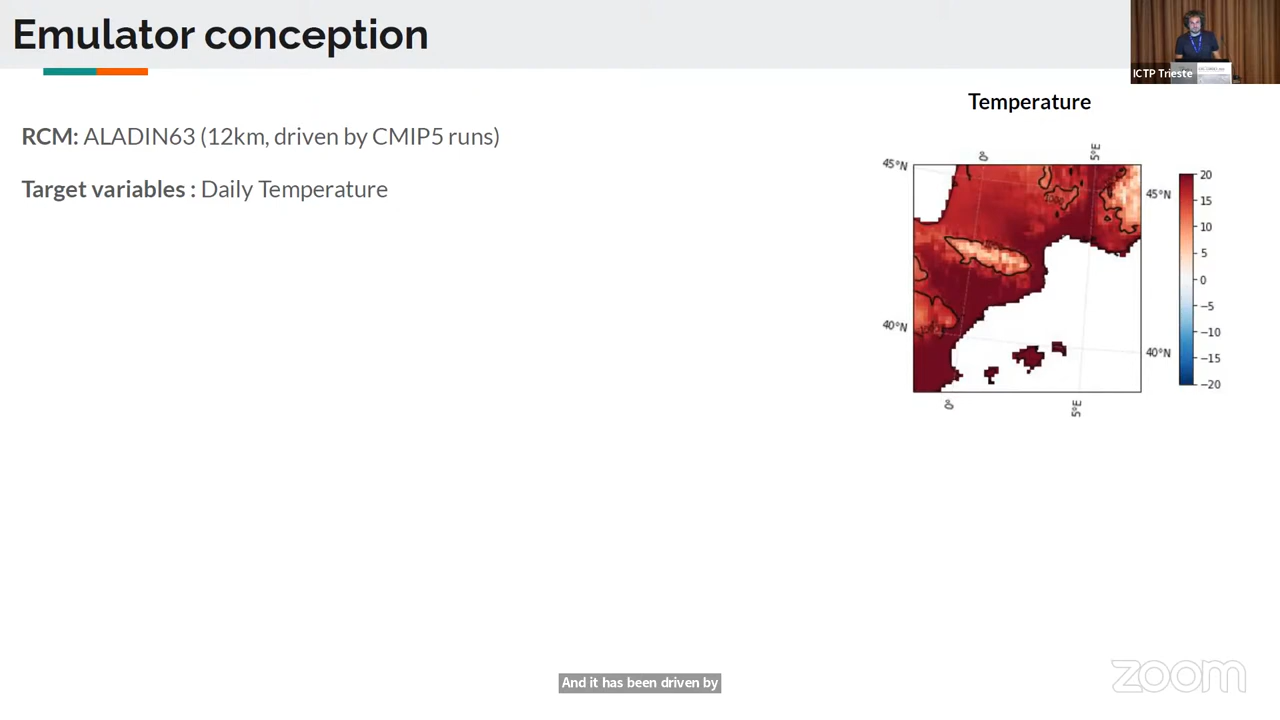 Emulator conception
ICTP Trieste
RCM: ALADIN63 (12km, driven by CMIP5 runs)
Target variables : Daily Temperature
Temperature
0°
5°E
45°N
45°N
40°N
40°N
0°
5°E
20
15
10
5
0
−5
−10
−15
−20
And it has been driven by
zoom